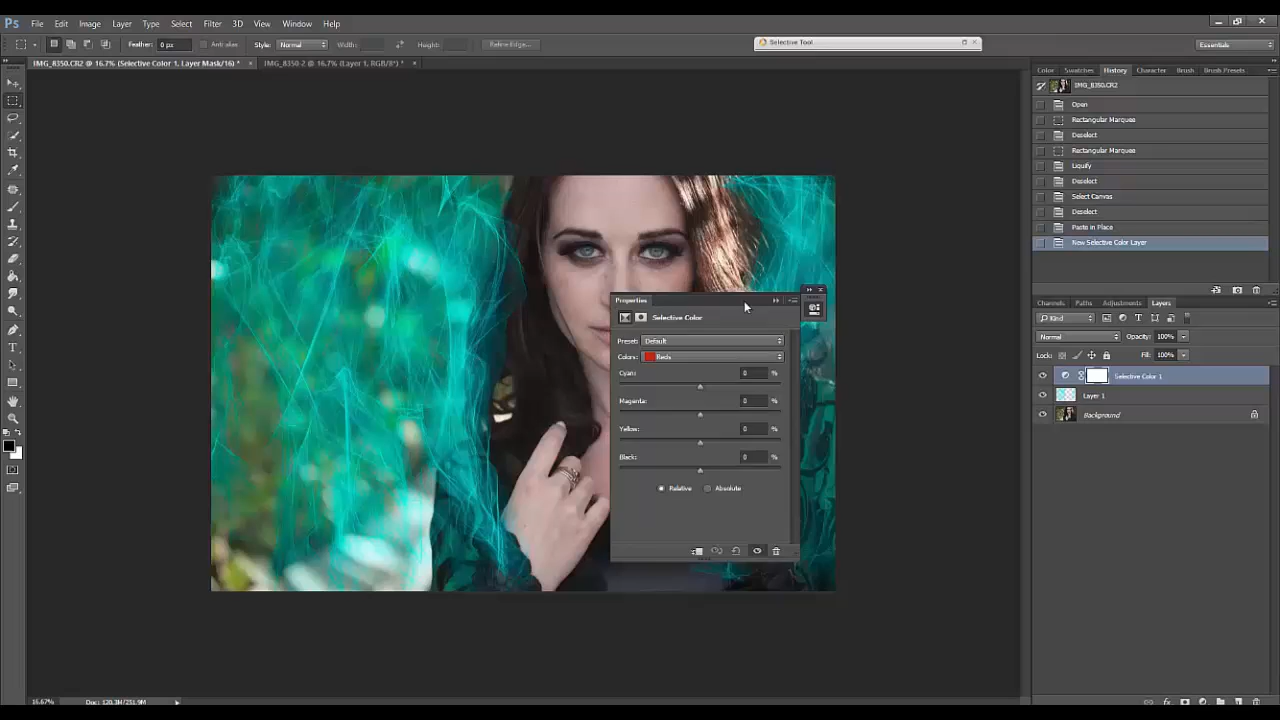 Ps File Edit Image Layer Type Select Filter 3D View Window Help
Feather: 0 px Anti-alias Style: Normal Width: Height: Refine Edge... Selective Tool Essentials
IMG_8350.CR2 @ 16.7% (Selective Color 1, Layer Mask/16) * × IMG_8350-2 @ 16.7% (Layer 1, RGB/8*) * ×
Color Swatches History Character Brush Brush Presets
IMG_8350.CR2
Open
Rectangular Marquee
Deselect
Rectangular Marquee
Liquify
Deselect
Select Canvas
Deselect
Paste in Place
New Selective Color Layer
Properties
Selective Color
Preset: Default
Colors: Reds
Cyan: 0 %
Magenta: 0 %
Yellow: 0 %
Black: 0 %
Relative Absolute
Channels Paths Adjustments Layers
Kind
Normal Opacity: 100%
Lock: Fill: 100%
Selective Color 1
Layer 1
Background
16.67% Doc: 120.3M/251.9M